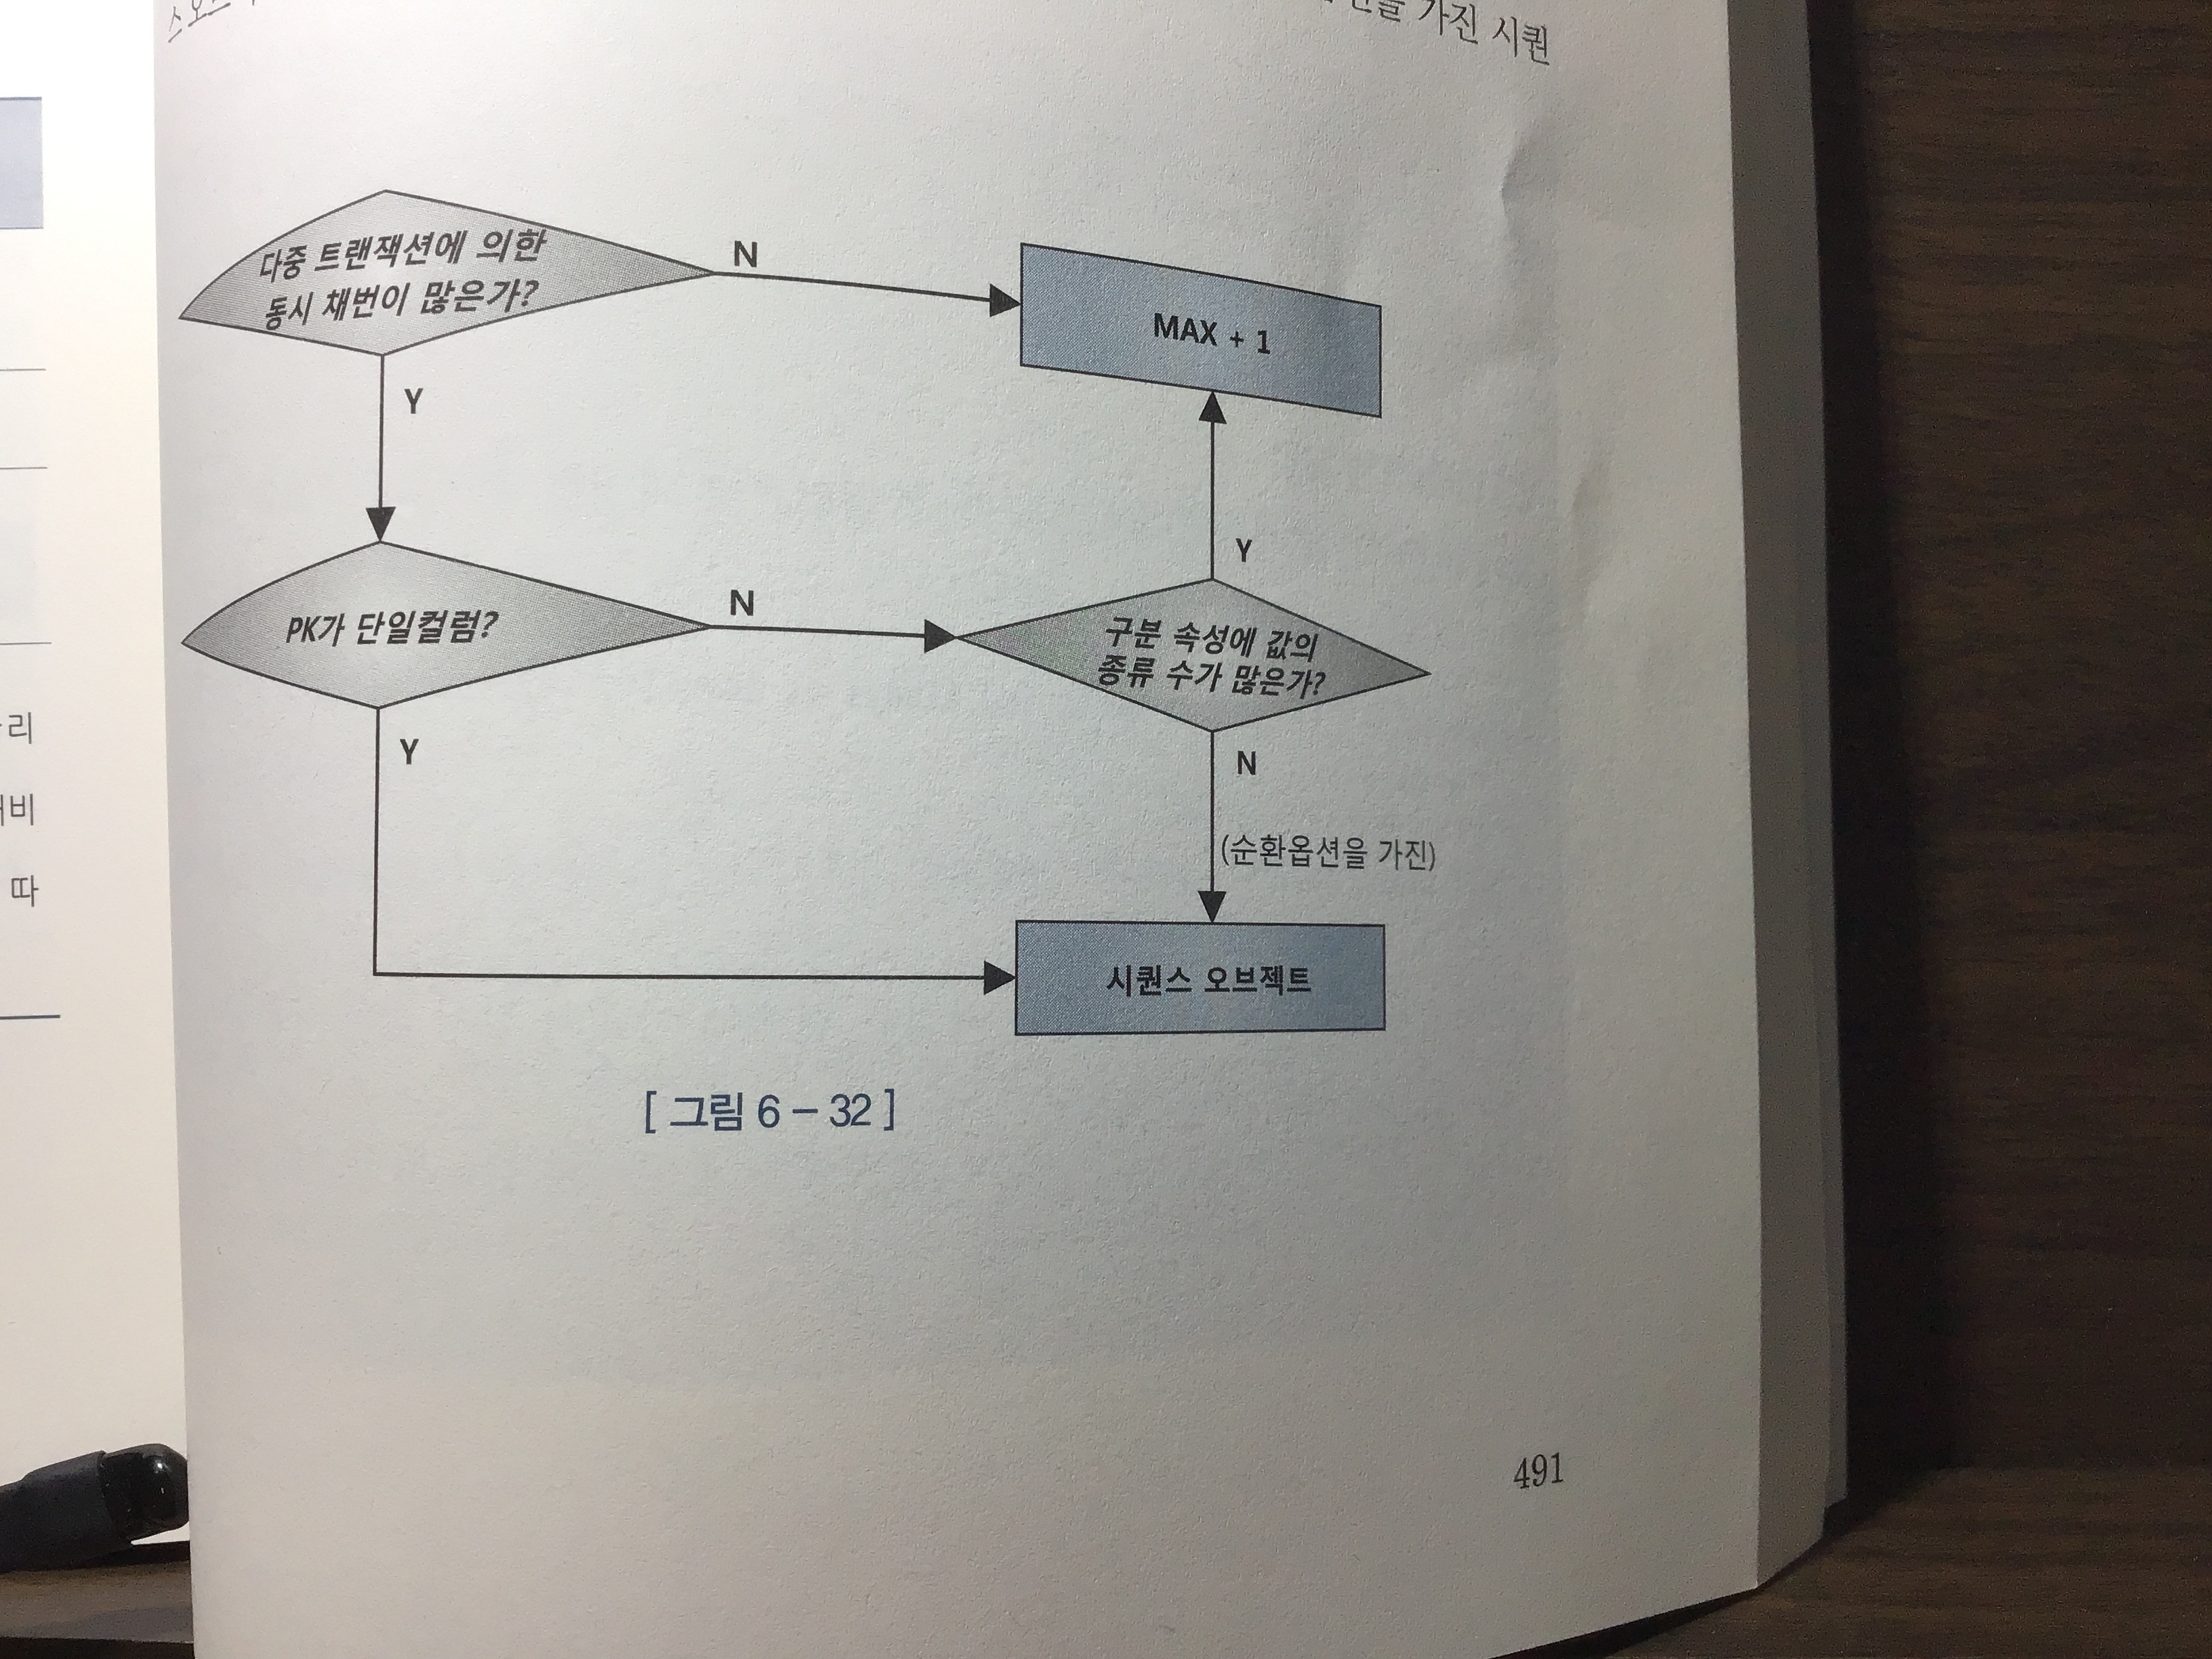 가진 시퀀
다중 트랜잭션에 의한
동시 채번이 많은가?
N
MAX + 1
Y
Y
PK가 단일컬럼?
N
구분 속성에 값의
종류 수가 많은가?
Y
N
(순환옵션을 가진)
시퀀스 오브젝트
[ 그림 6 – 32 ]
491
리
비
따